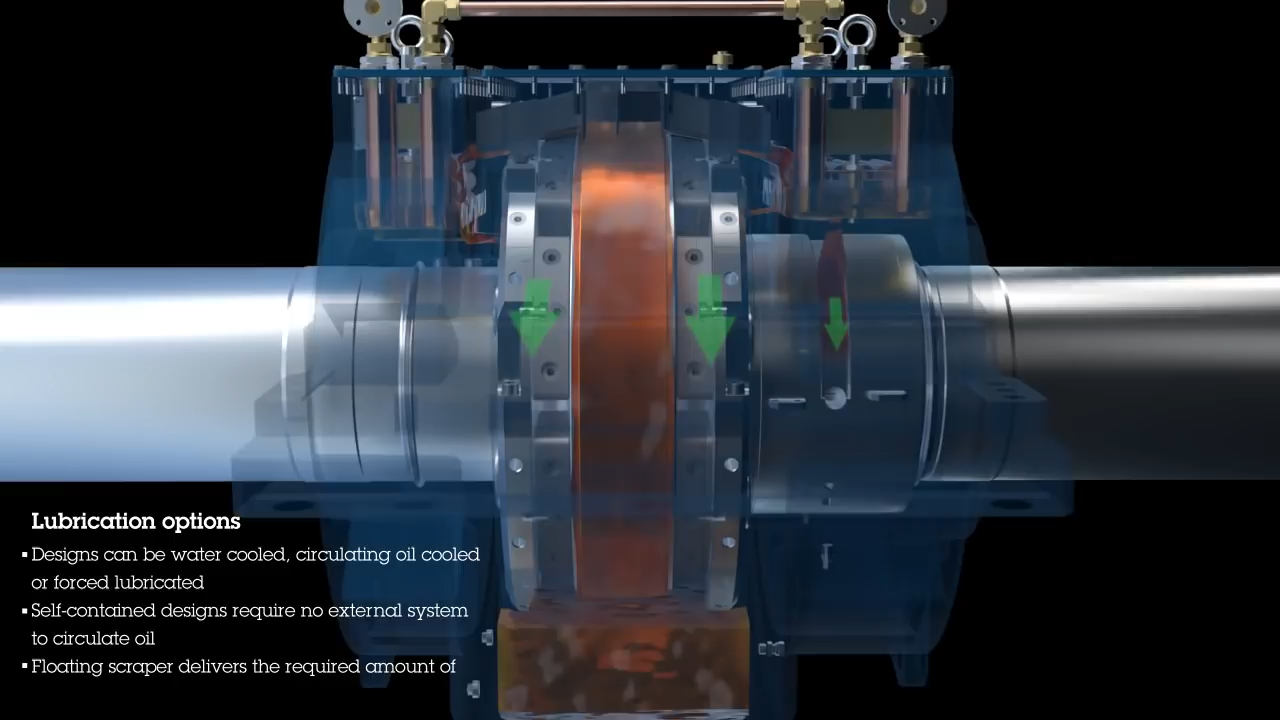 Lubrication options
▪ Designs can be water cooled, circulating oil cooled
or forced lubricated
▪ Self-contained designs require no external system
to circulate oil
▪ Floating scraper delivers the required amount of